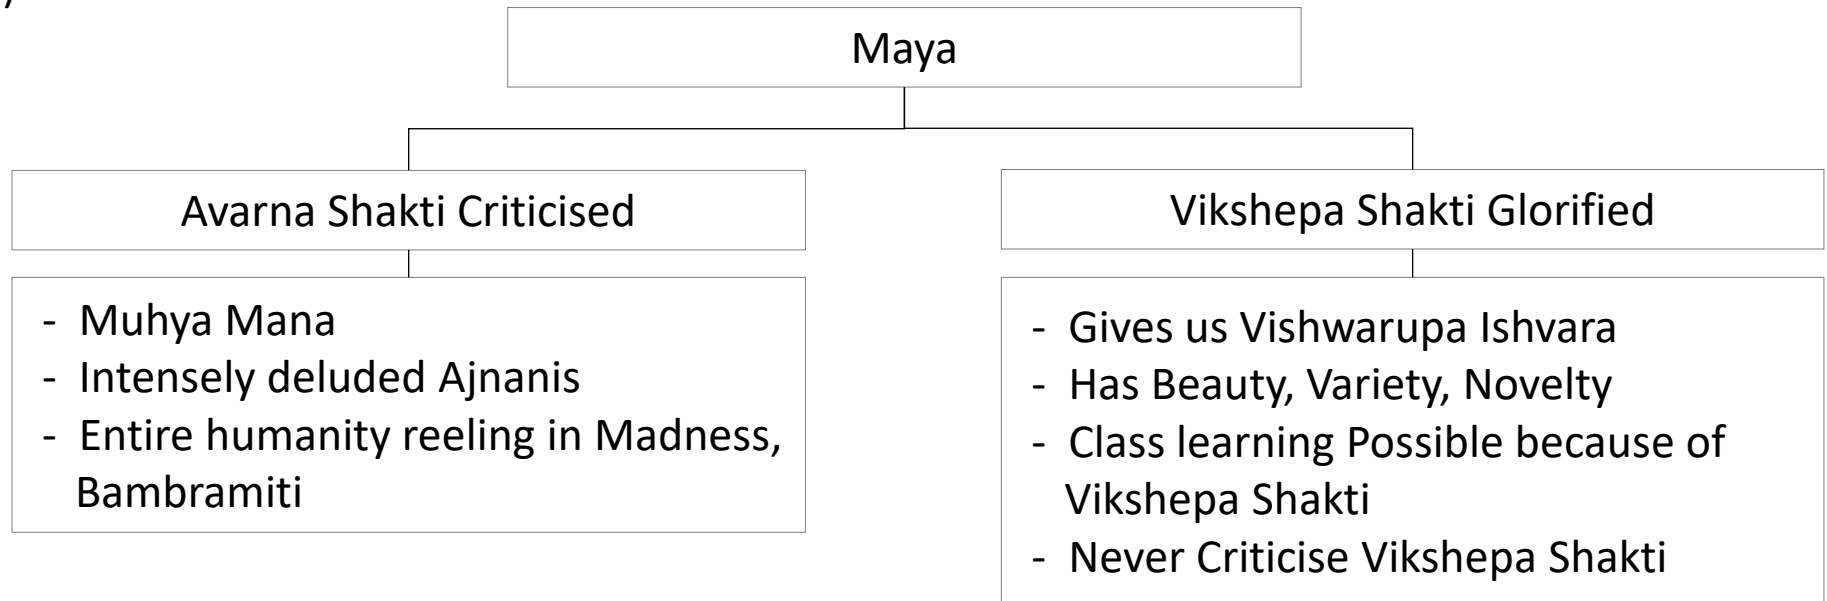 Maya
Avarna Shakti Criticised
- Muhya Mana
- Intensely deluded Ajnanis
- Entire humanity reeling in Madness,
Bambramiti
Vikshepa Shakti Glorified
- Gives us Vishwarupa Ishvara
- Has Beauty, Variety, Novelty
- Class learning Possible because of
Vikshepa Shakti
- Never Criticise Vikshepa Shakti